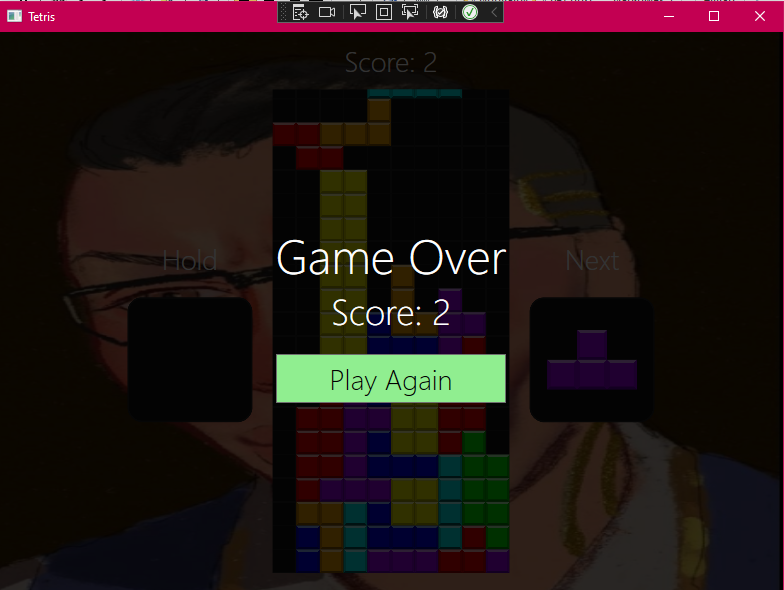 Tetris
Score: 2
Hold
Next
Game Over
Score: 2
Play Again